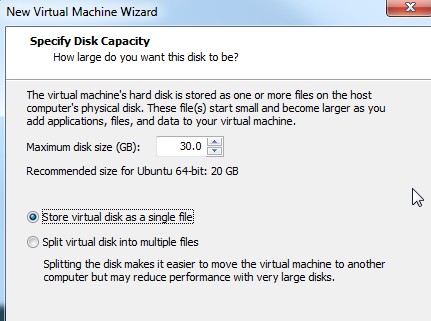 New Virtual Machine Wizard
Specify Disk Capacity
How large do you want this disk to be?
The virtual machine's hard disk is stored as one or more files on the host
computer's physical disk. These file(s) start small and become larger as you
add applications, files, and data to your virtual machine.
Maximum disk size (GB): 30.0
Recommended size for Ubuntu 64-bit: 20 GB
Store virtual disk as a single file
Split virtual disk into multiple files
Splitting the disk makes it easier to move the virtual machine to another
computer but may reduce performance with very large disks.